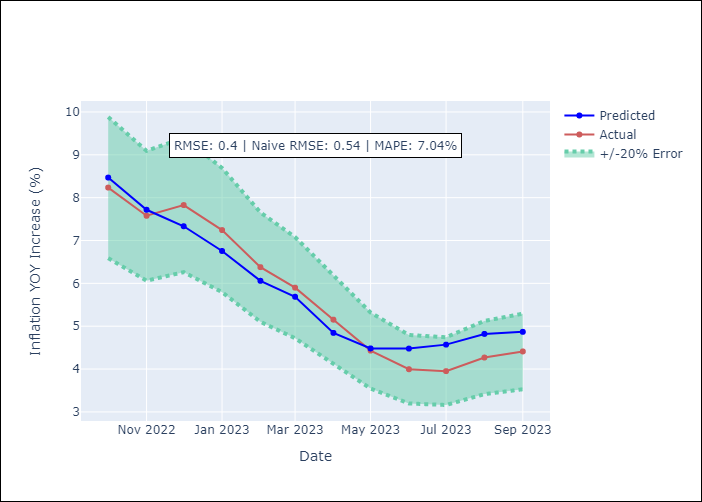 RMSE: 0.4 | Naive RMSE: 0.54 | MAPE: 7.04%
Predicted
Actual
+/-20% Error
Inflation YOY Increase (%)
10
9
8
7
6
5
4
3
Nov 2022 Jan 2023 Mar 2023 May 2023 Jul 2023 Sep 2023
Date